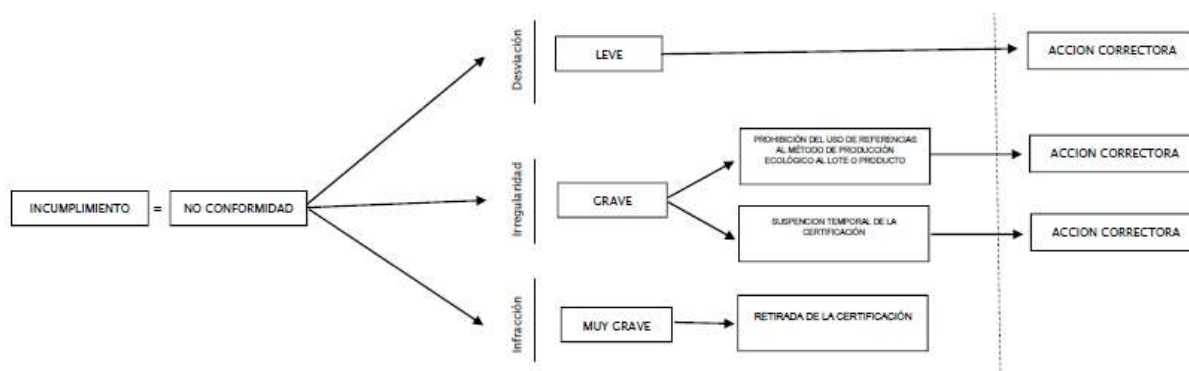 Desviación
LEVE
ACCION CORRECTORA
INCUMPLIMIENTO
=
NO CONFORMIDAD
Irregularidad
GRAVE
PROHIBICIÓN DEL USO DE REFERENCIAS
AL MÉTODO DE PRODUCCIÓN
ECOLÓGICO AL LOTE O PRODUCTO
ACCION CORRECTORA
SUSPENCION TEMPORAL DE LA
CERTIFICACIÓN
ACCION CORRECTORA
Infracción
MUY GRAVE
RETIRADA DE LA CERTIFICACIÓN